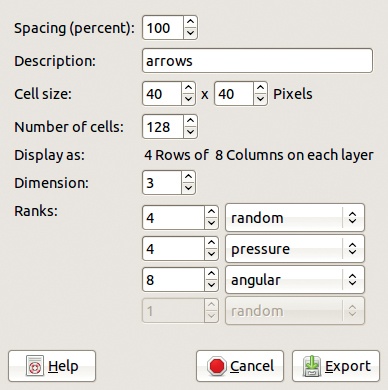 Spacing (percent): 100
Description: arrows
Cell size: 40 x 40 Pixels
Number of cells: 128
Display as: 4 Rows of 8 Columns on each layer
Dimension: 3
Ranks: 4 random
4 pressure
8 angular
1 random
Help Cancel Export